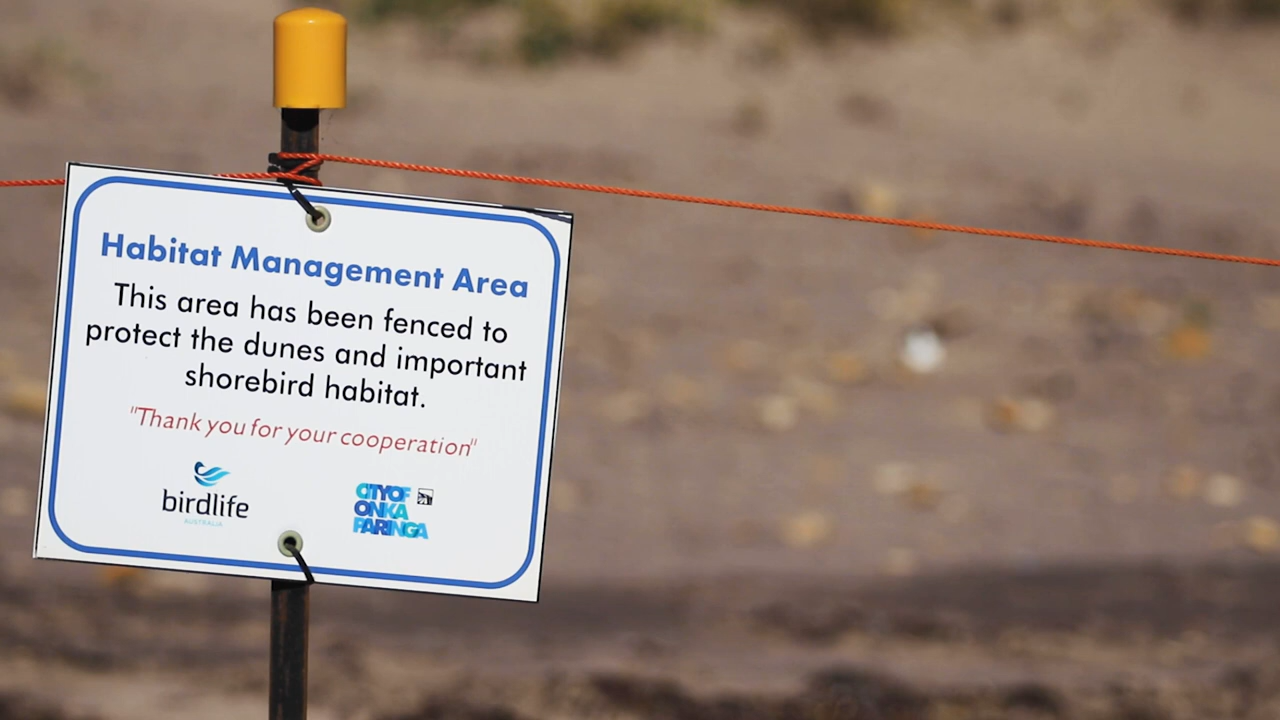 Habitat Management Area
This area has been fenced to
protect the dunes and important
shorebird habitat.
"Thank you for your cooperation"
birdlife
AUSTRALIA
CITY OF
ONKA
PARINGA